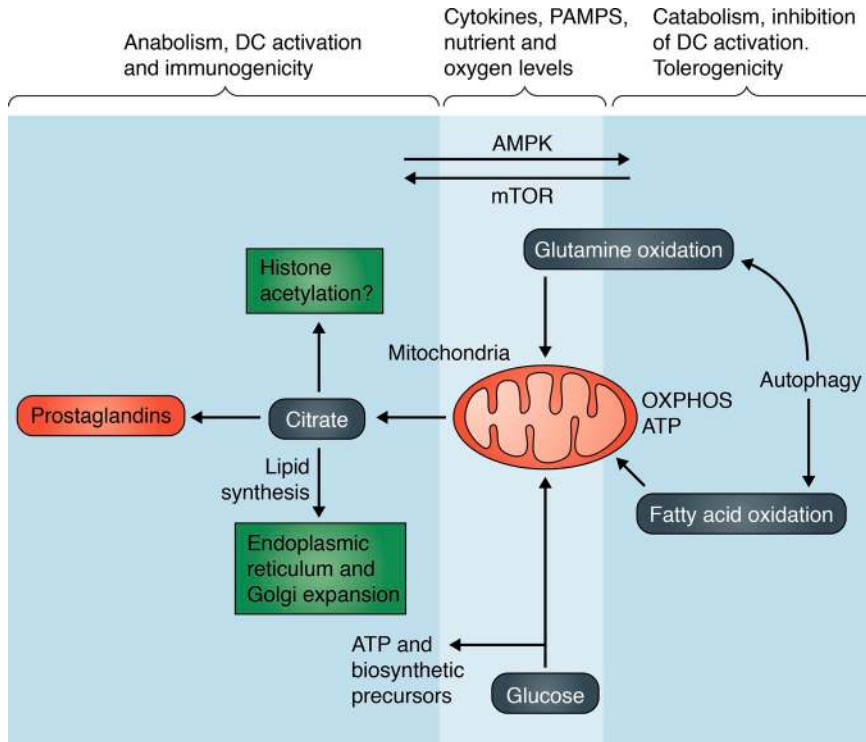 Anabolism, DC activation
and immunogenicity
Cytokines, PAMPS,
nutrient and
oxygen levels
Catabolism, inhibition
of DC activation.
Tolerogenicity
AMPK
mTOR
Glutamine oxidation
Histone
acetylation?
Mitochondria
Autophagy
OXPHOS
ATP
Prostaglandins
Citrate
Lipid
synthesis
Fatty acid oxidation
Endoplasmic
reticulum and
Golgi expansion
ATP and
biosynthetic
precursors
Glucose